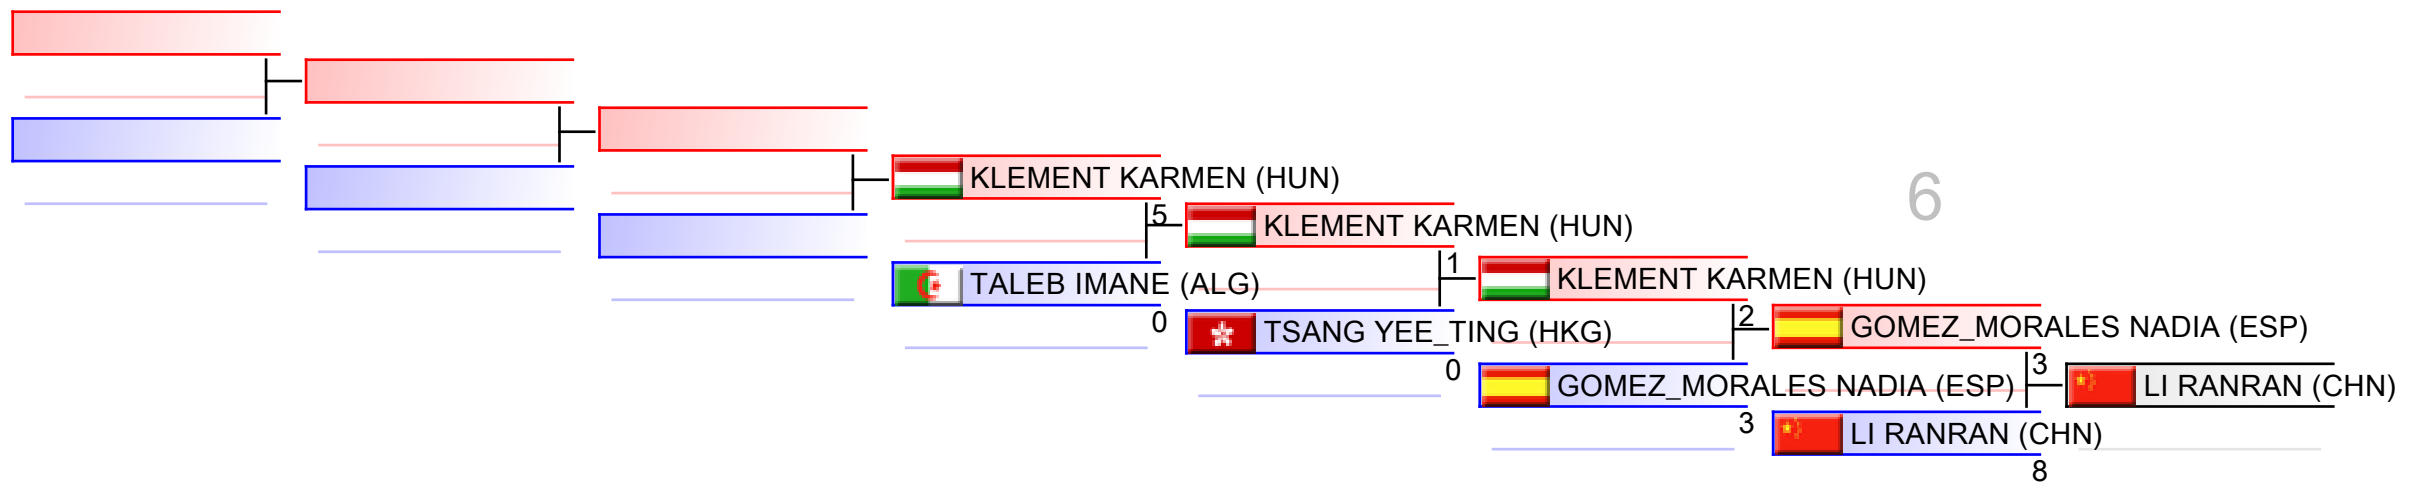 KLEMENT KARMEN (HUN)
5
TALEB IMANE (ALG)
0
KLEMENT KARMEN (HUN)
1
TSANG YEE_TING (HKG)
0
KLEMENT KARMEN (HUN)
2
GOMEZ_MORALES NADIA (ESP)
3
6
GOMEZ_MORALES NADIA (ESP)
3
LI RANRAN (CHN)
8
LI RANRAN (CHN)